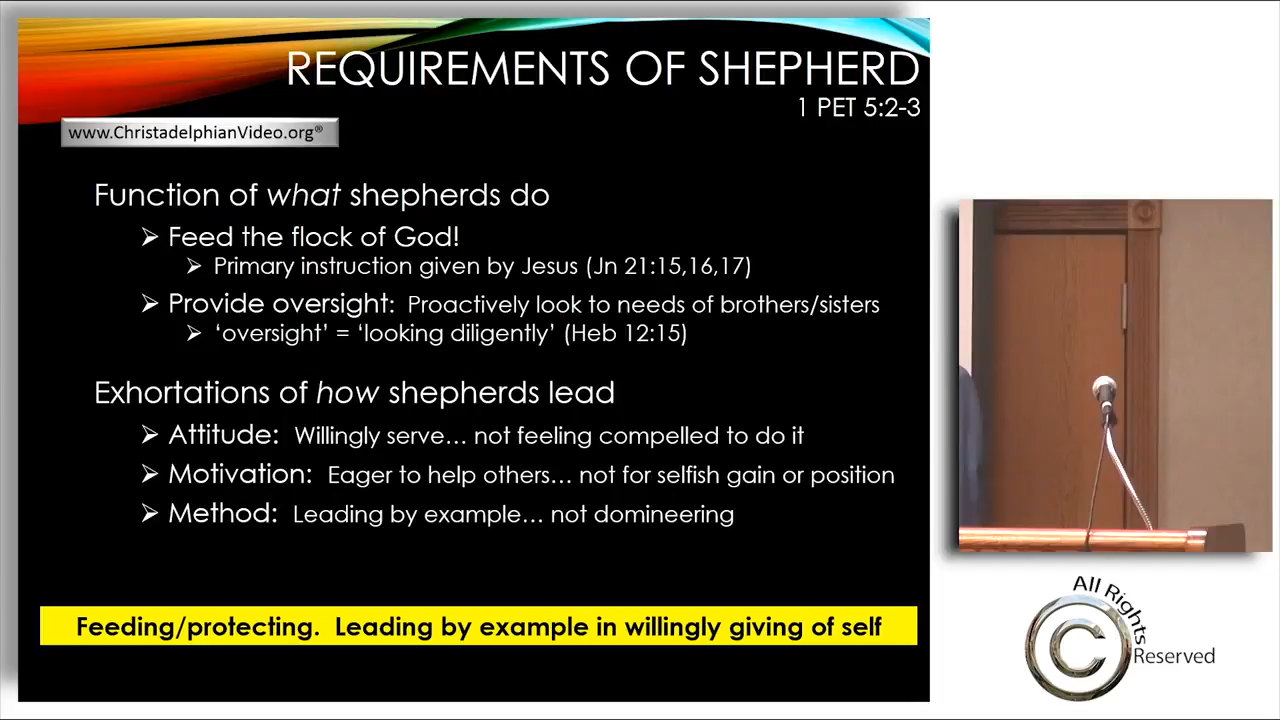 REQUIREMENTS OF SHEPHERD
1 PET 5:2-3
www.ChristadelphianVideo.org®
Function of what shepherds do
➢ Feed the flock of God!
➢ Primary instruction given by Jesus (Jn 21:15,16,17)
➢ Provide oversight: Proactively look to needs of brothers/sisters
➢ ‘oversight’ = ‘looking diligently’ (Heb 12:15)
Exhortations of how shepherds lead
➢ Attitude: Willingly serve… not feeling compelled to do it
➢ Motivation: Eager to help others… not for selfish gain or position
➢ Method: Leading by example… not domineering
Feeding/protecting. Leading by example in willingly giving of self
All Rights
©
Reserved